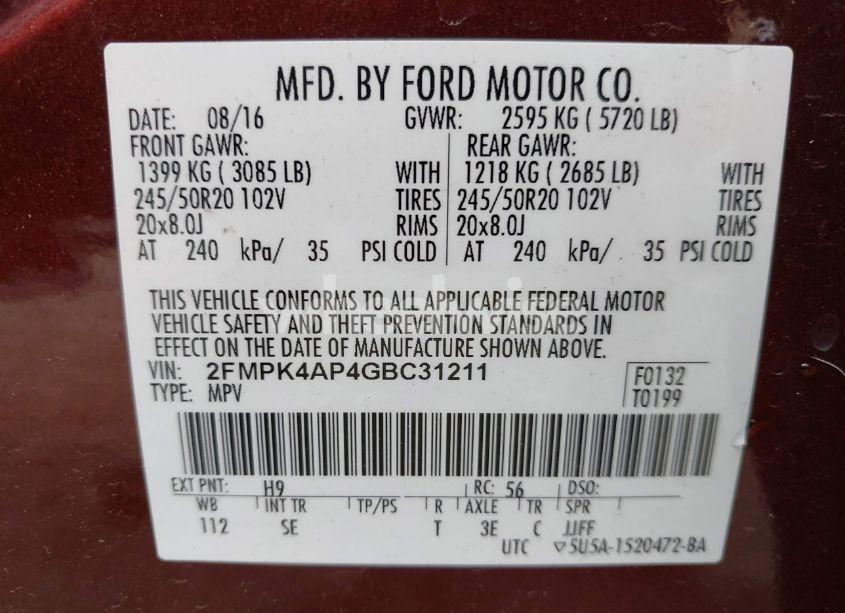 MFD. BY FORD MOTOR CO.
DATE: 08/16 GVWR: 2595 KG ( 5720 LB)
FRONT GAWR: REAR GAWR:
1399 KG ( 3085 LB) WITH 1218 KG ( 2685 LB) WITH
245/50R20 102V TIRES 245/50R20 102V TIRES
20x8.0J RIMS 20x8.0J RIMS
AT 240 kPa/ 35 PSI COLD AT 240 kPa/ 35 PSI COLD
THIS VEHICLE CONFORMS TO ALL APPLICABLE FEDERAL MOTOR
VEHICLE SAFETY AND THEFT PREVENTION STANDARDS IN
EFFECT ON THE DATE OF MANUFACTURE SHOWN ABOVE.
VIN: 2FMPK4AP4GBC31211 F0132
TYPE: MPV T0199
EXT PNT: H9 RC: 56 DSO:
WB INT TR TP/PS R AXLE TR SPR
112 SE T 3E C JJFF
UTC ▽5U5A-1520472-BA